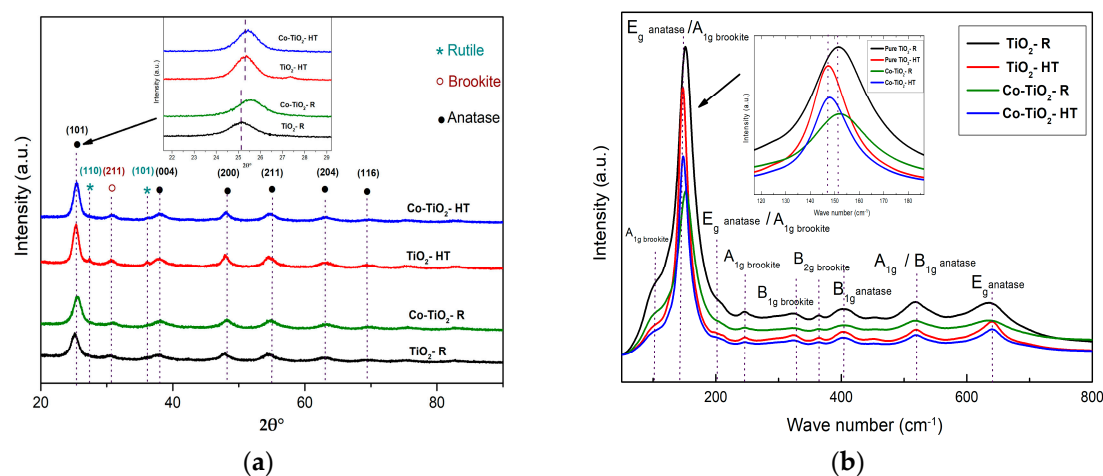 Co-TiO2- HT
TiO2- HT
Co-TiO2- R
TiO2- R
Intensity (a.u.)
22 23 24 25 26 27 28 29
2θ°
* Rutile
Brookite
Anatase
(101)
(110) (211) (101) (004) (200) (211) (204) (116)
Co-TiO2- HT
TiO2- HT
Co-TiO2- R
TiO2- R
Intensity (a.u.)
20 40 60 80
2θ°
(a)
Eg anatase /A1g brookite
Pure TiO2- R
Pure TiO2- HT
Co-TiO2- R
Co-TiO2- HT
Intensity (a.u.)
120 130 140 150 160 170 180
Wave number (cm-1)
TiO2- R
TiO2- HT
Co-TiO2- R
Co-TiO2- HT
A1g brookite
Eg anatase / A1g brookite
A1g brookite
B1g brookite
B2g brookite
B1g anatase
A1g / B1g anatase
Eg anatase
Intensity (a.u.)
200 400 600 800
Wave number (cm-1)
(b)